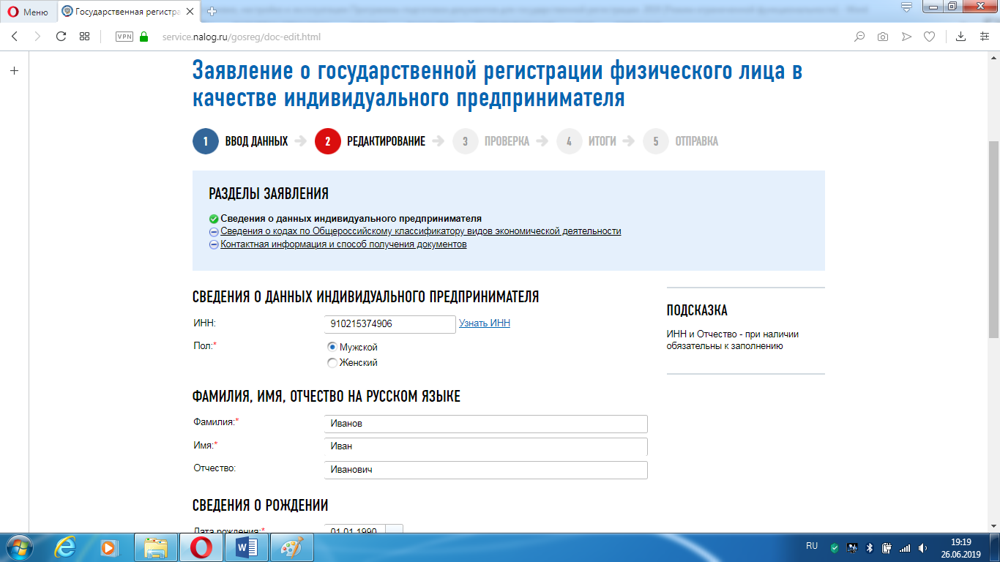 Меню
Государственная регистра
VPN
service.nalog.ru/gosreg/doc-edit.html
Заявление о государственной регистрации физического лица в
качестве индивидуального предпринимателя
1 ВВОД ДАННЫХ 2 РЕДАКТИРОВАНИЕ 3 ПРОВЕРКА 4 ИТОГИ 5 ОТПРАВКА
РАЗДЕЛЫ ЗАЯВЛЕНИЯ
Сведения о данных индивидуального предпринимателя
Сведения о кодах по Общероссийскому классификатору видов экономической деятельности
Контактная информация и способ получения документов
СВЕДЕНИЯ О ДАННЫХ ИНДИВИДУАЛЬНОГО ПРЕДПРИНИМАТЕЛЯ
ИНН: 910215374906 Узнать ИНН
Пол:* Мужской
Женский
ПОДСКАЗКА
ИНН и Отчество - при наличии
обязательны к заполнению
ФАМИЛИЯ, ИМЯ, ОТЧЕСТВО НА РУССКОМ ЯЗЫКЕ
Фамилия:* Иванов
Имя:* Иван
Отчество: Иванович
СВЕДЕНИЯ О РОЖДЕНИИ
Дата рождения:* 01.01.1990
RU
19:19
26.06.2019